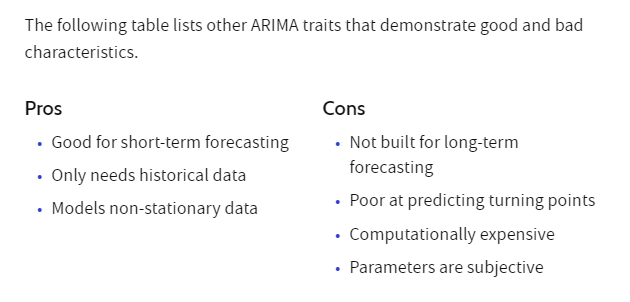 The following table lists other ARIMA traits that demonstrate good and bad
characteristics.
Pros
• Good for short-term forecasting
• Only needs historical data
• Models non-stationary data
Cons
• Not built for long-term
forecasting
• Poor at predicting turning points
• Computationally expensive
• Parameters are subjective